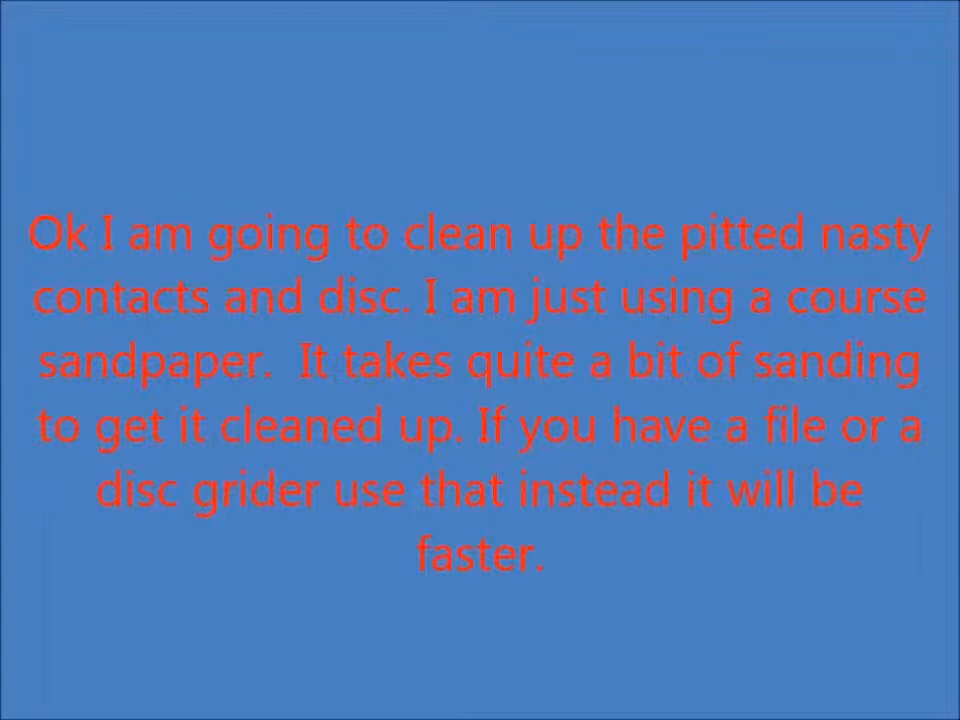 Ok I am going to clean up the pitted nasty
contacts and disc. I am just using a course
sandpaper.  It takes quite a bit of sanding
to get it cleaned up. If you have a file or a
disc grider use that instead it will be
faster.